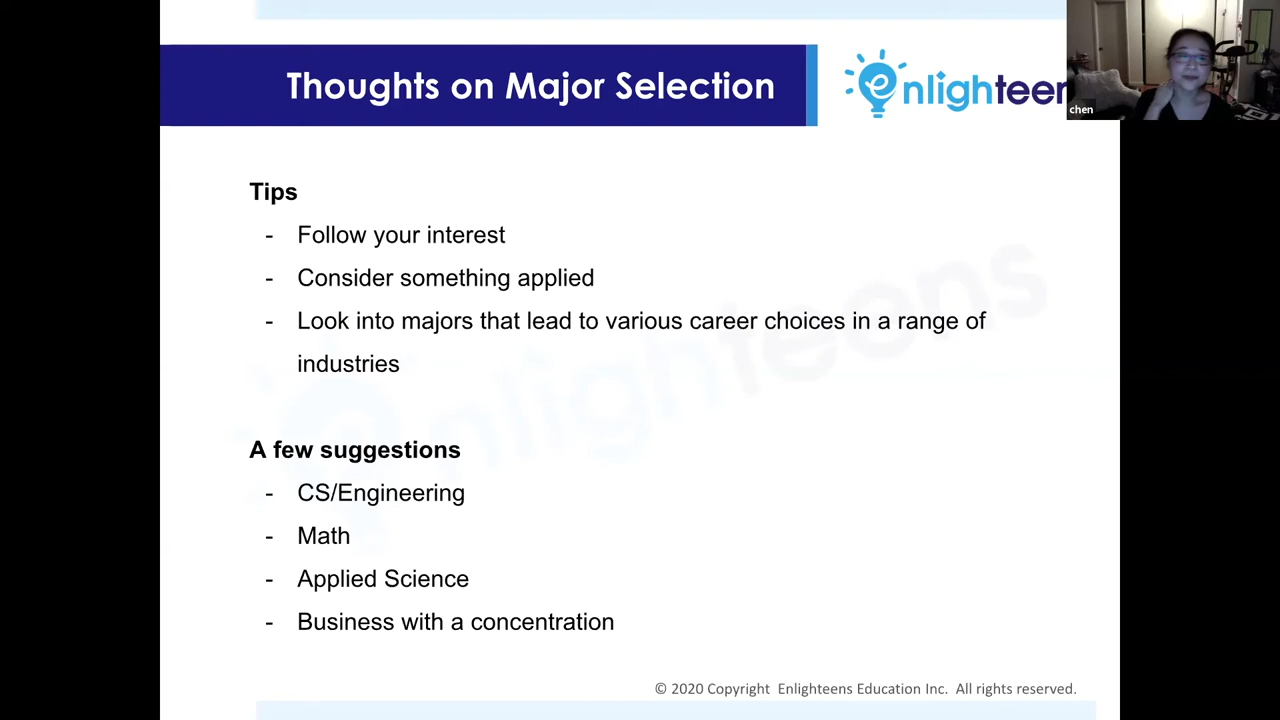 Thoughts on Major Selection
enlighteen
chen
Tips
- Follow your interest
- Consider something applied
- Look into majors that lead to various career choices in a range of
industries
enlighteens
A few suggestions
- CS/Engineering
- Math
- Applied Science
- Business with a concentration
© 2020 Copyright Enlighteens Education Inc. All rights reserved.